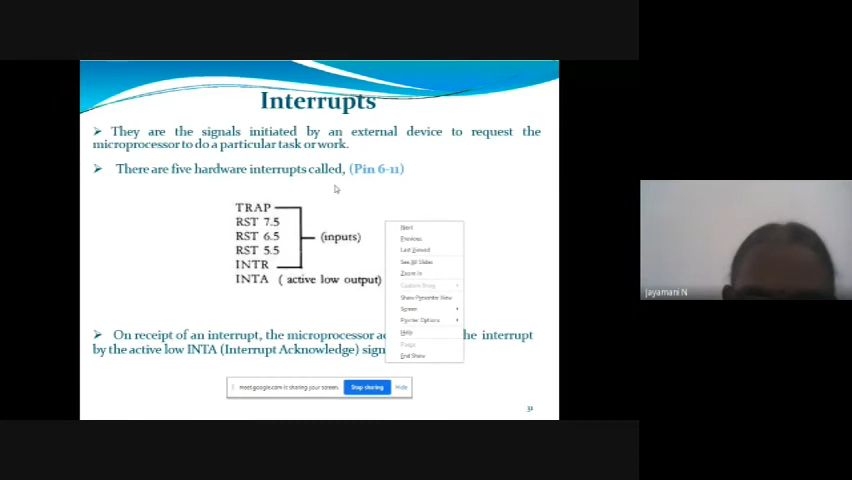 Interrupts
➢ They are the signals initiated by an external device to request the
microprocessor to do a particular task or work.
➢ There are five hardware interrupts called, (Pin 6-11)
TRAP
RST 7.5
RST 6.5
RST 5.5
INTR
(inputs)
INTA ( active low output)
Next
Previous
Last Viewed
See All Slides
Zoom In
Custom Show
Show Presenter View
Screen
Pointer Options
Help
Pause
End Show
➢ On receipt of an interrupt, the microprocessor the interrupt
by the active low INTA (Interrupt Acknowledge)
meet.google.com is sharing your screen. Stop sharing Hide
31
jayamani N